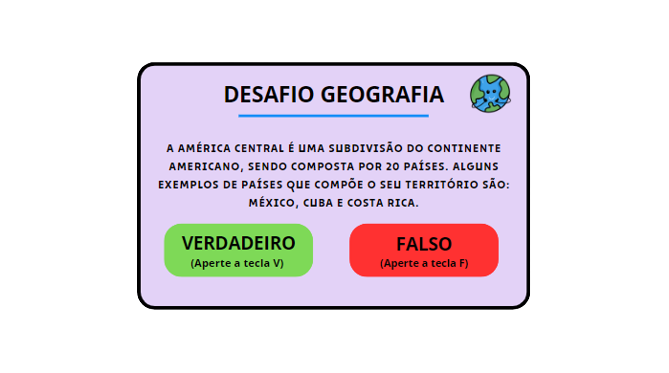 DESAFIO GEOGRAFIA
A AMÉRICA CENTRAL É UMA SUBDIVISÃO DO CONTINENTE
AMERICANO, SENDO COMPOSTA POR 20 PAÍSES. ALGUNS
EXEMPLOS DE PAÍSES QUE COMPÕE O SEU TERRITÓRIO SÃO:
MÉXICO, CUBA E COSTA RICA.
VERDADEIRO
(Aperte a tecla V)
FALSO
(Aperte a tecla F)